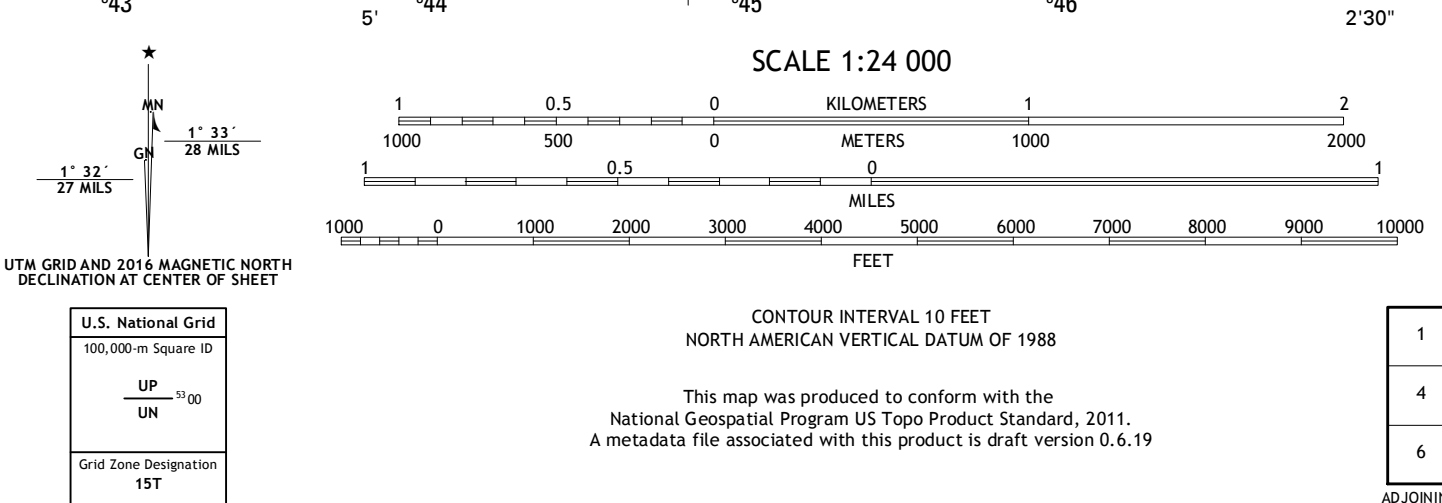 ⁰43 ⁰44 ⁰45 ⁰46
5' 2'30"
SCALE 1:24 000
MN
1° 33´
28 MILS
GN
1° 32´
27 MILS
UTM GRID AND 2016 MAGNETIC NORTH
DECLINATION AT CENTER OF SHEET
1 0.5 0 KILOMETERS 1 2
1000 500 0 METERS 1000 2000
1 0.5 0 1
MILES
1000 0 1000 2000 3000 4000 5000 6000 7000 8000 9000 10000
FEET
U.S. National Grid
100,000-m Square ID
UP
53 00
UN
Grid Zone Designation
15T
CONTOUR INTERVAL 10 FEET
NORTH AMERICAN VERTICAL DATUM OF 1988
This map was produced to conform with the
National Geospatial Program US Topo Product Standard, 2011.
A metadata file associated with this product is draft version 0.6.19
1
4
6